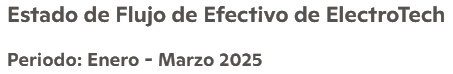 Estado de Flujo de Efectivo de ElectroTech
Periodo: Enero - Marzo 2025